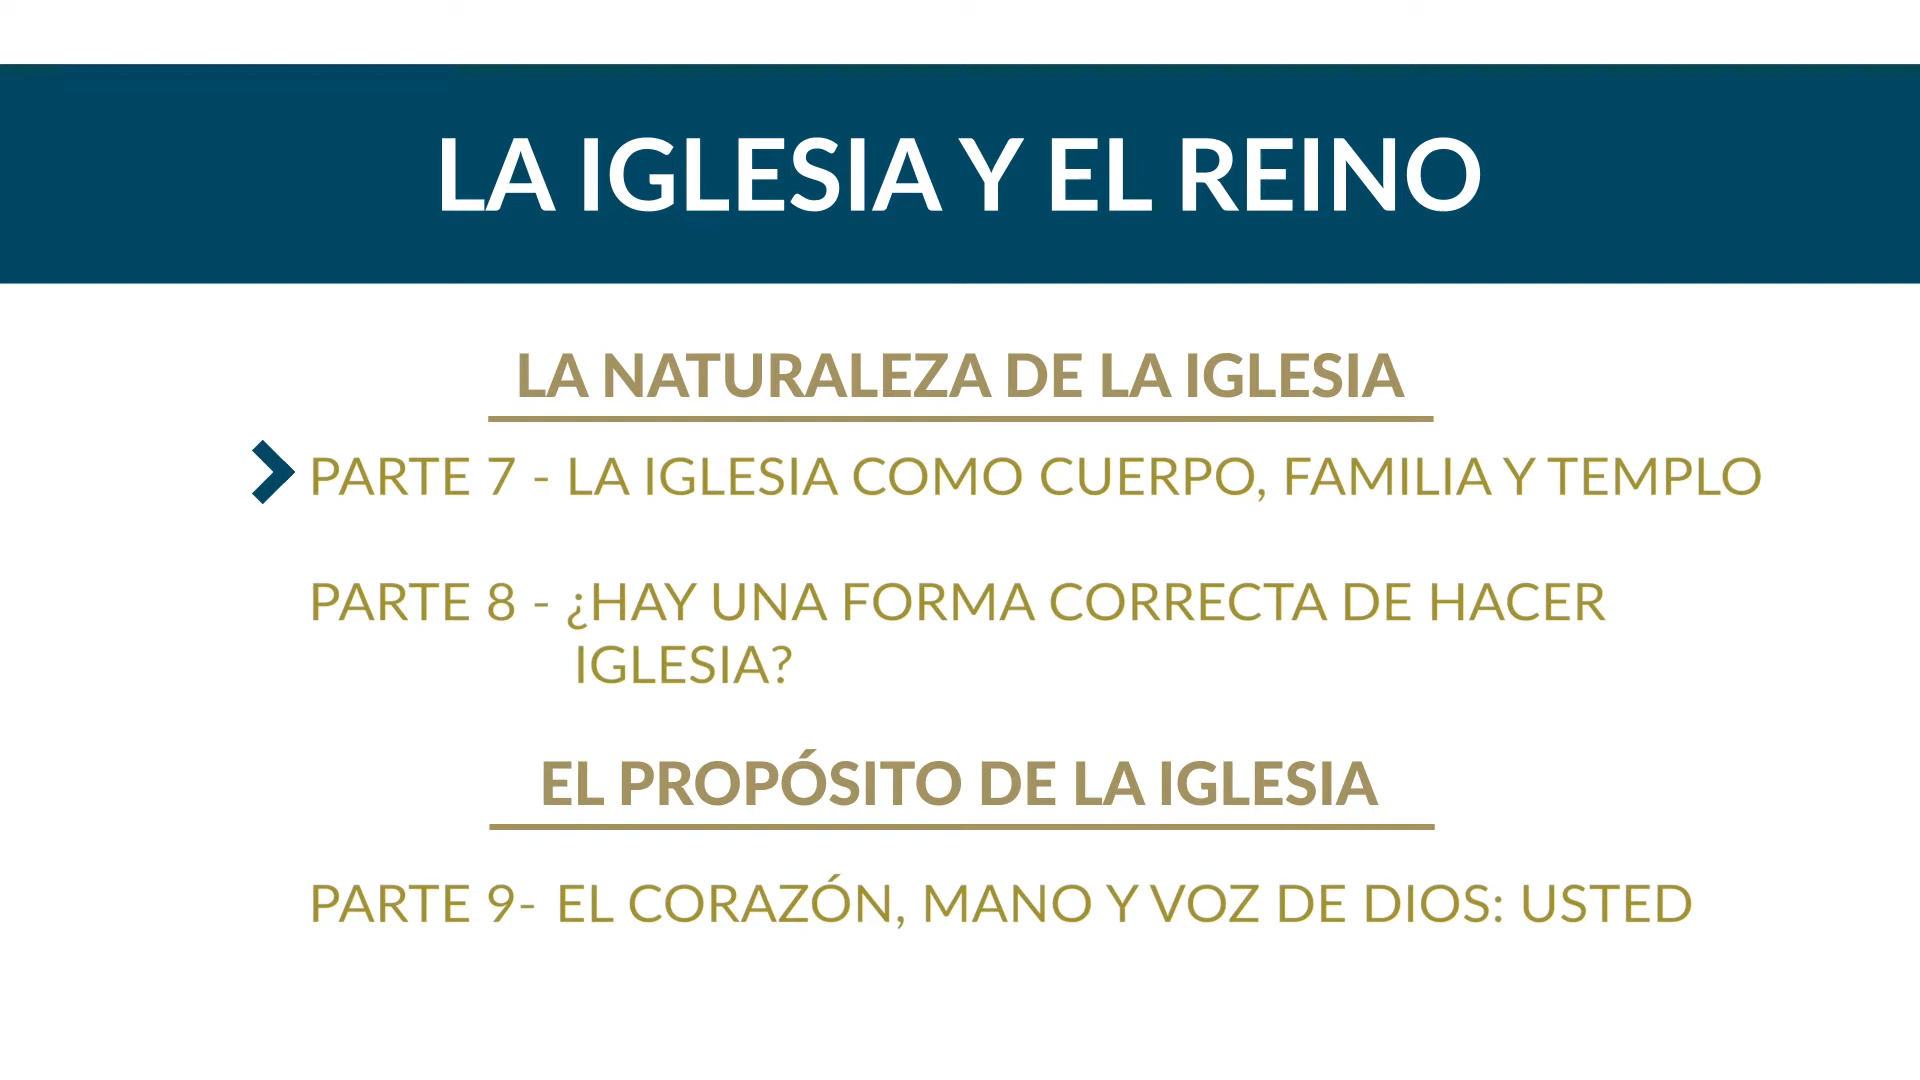 LA IGLESIA Y EL REINO
LA NATURALEZA DE LA IGLESIA
PARTE 7 - LA IGLESIA COMO CUERPO, FAMILIA Y TEMPLO
PARTE 8 - ¿HAY UNA FORMA CORRECTA DE HACER
IGLESIA?
EL PROPÓSITO DE LA IGLESIA
PARTE 9- EL CORAZÓN, MANO Y VOZ DE DIOS: USTED